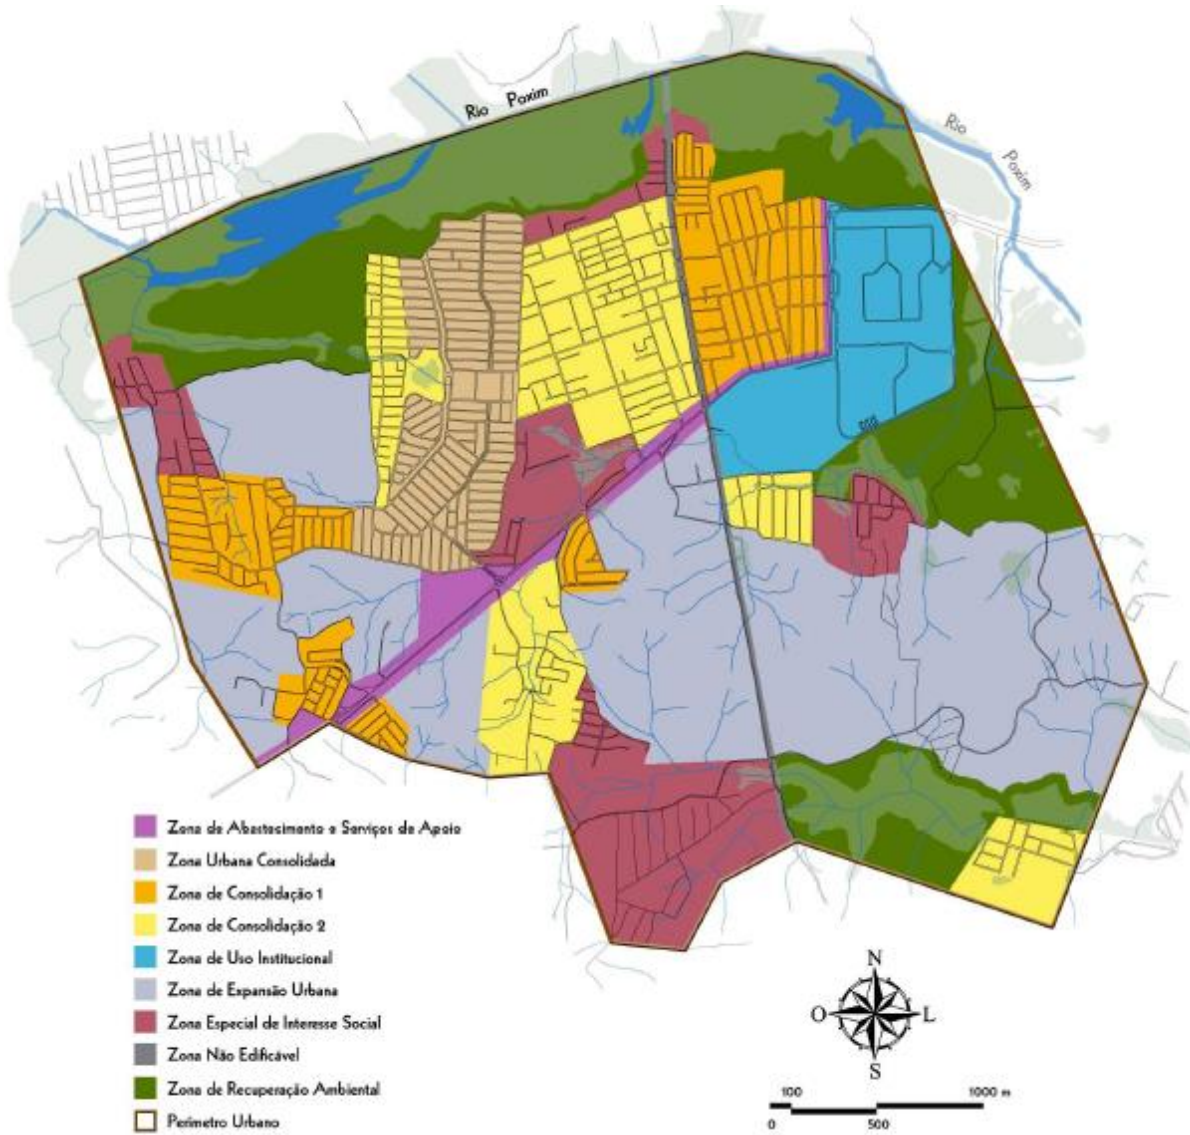 Rio Poxim
Rio
Poxim
Zona de Abastecimento e Serviços de Apoio
Zona Urbana Consolidada
Zona de Consolidação 1
Zona de Consolidação 2
Zona de Uso Institucional
Zona de Expansão Urbana
Zona Especial de Interesse Social
Zona Não Edificável
Zona de Recuperação Ambiental
Perímetro Urbano
N
O L
S
100 1000 m
0 500